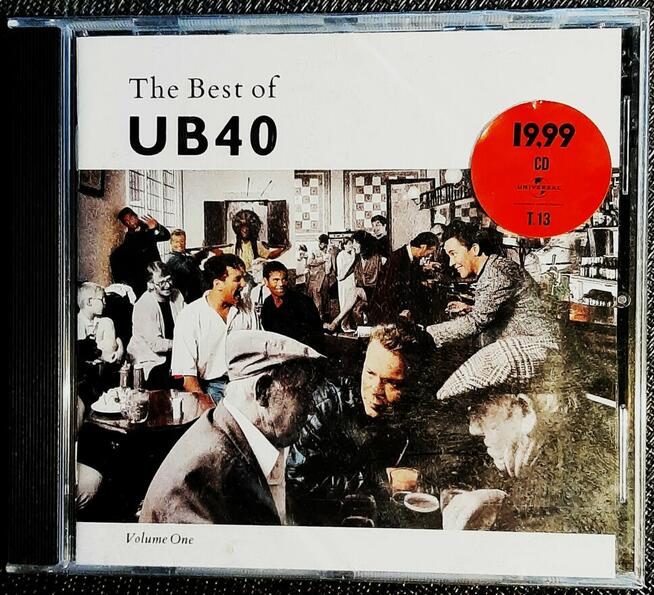 The Best of
UB40
19,99
CD
UNIVERSAL
T.13
Volume One